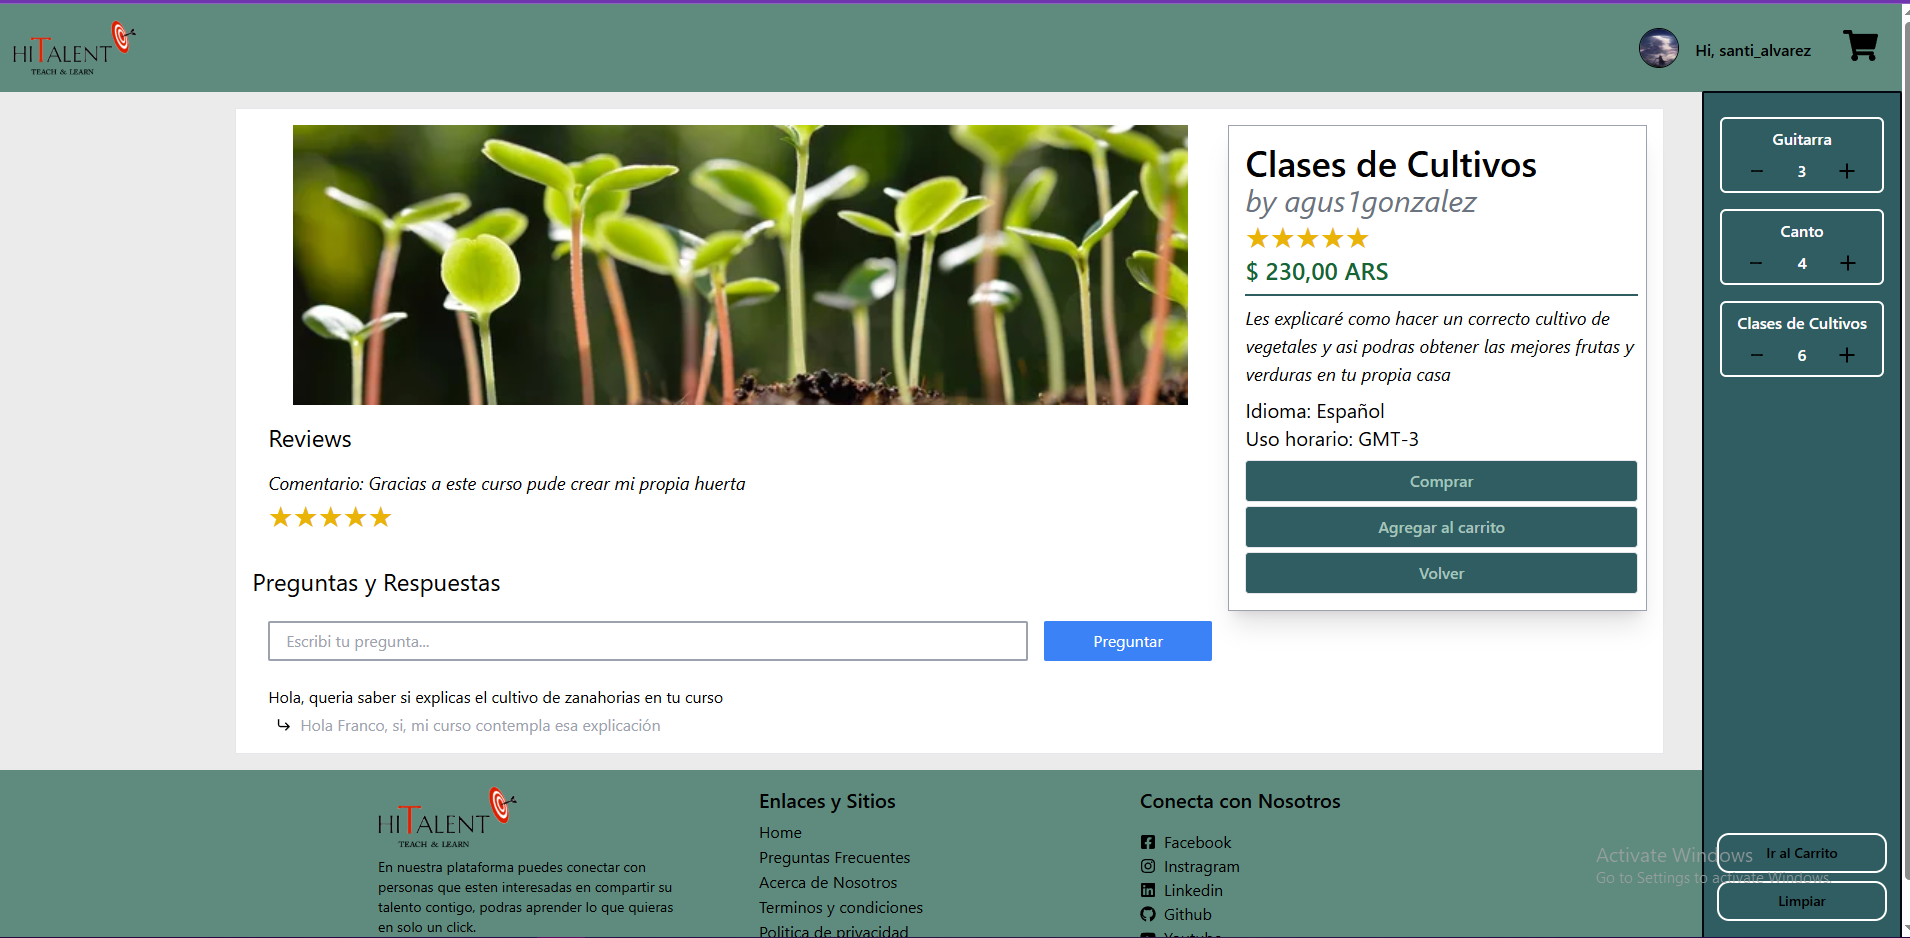 HITALENT
TEACH & LEARN
Hi, santi_alvarez
Clases de Cultivos
by agus1gonzalez
$ 230,00 ARS
Les explicaré como hacer un correcto cultivo de
vegetales y asi podras obtener las mejores frutas y
verduras en tu propia casa
Idioma: Español
Uso horario: GMT-3
Comprar
Agregar al carrito
Volver
Reviews
Comentario: Gracias a este curso pude crear mi propia huerta
Preguntas y Respuestas
Escribi tu pregunta...
Preguntar
Hola, queria saber si explicas el cultivo de zanahorias en tu curso
Hola Franco, si, mi curso contempla esa explicación
Guitarra
3
Canto
4
Clases de Cultivos
6
Ir al Carrito
Limpiar
Activate Windows
Go to Settings to activate Windows.
HITALENT
TEACH & LEARN
En nuestra plataforma puedes conectar con
personas que esten interesadas en compartir su
talento contigo, podras aprender lo que quieras
en solo un click.
Enlaces y Sitios
Home
Preguntas Frecuentes
Acerca de Nosotros
Terminos y condiciones
Politica de privacidad
Conecta con Nosotros
Facebook
Instragram
Linkedin
Github
Youtube